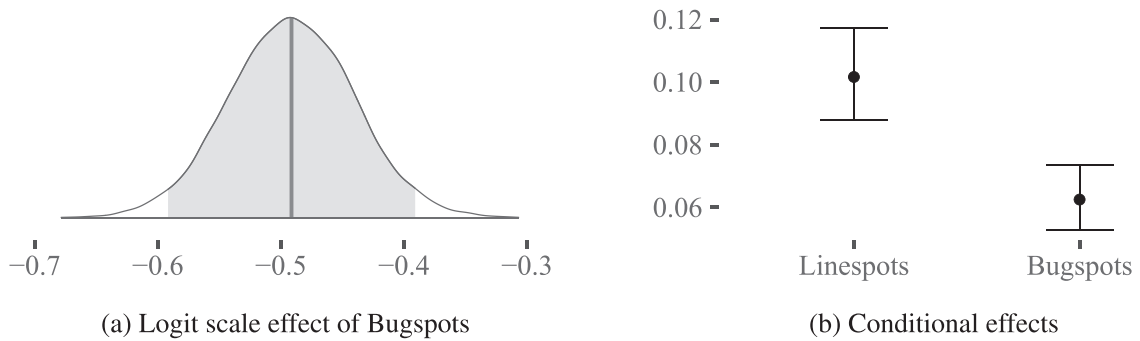 0.12
0.10
0.08
0.06
−0.7 −0.6 −0.5 −0.4 −0.3
Linespots Bugspots
(a) Logit scale effect of Bugspots
(b) Conditional effects